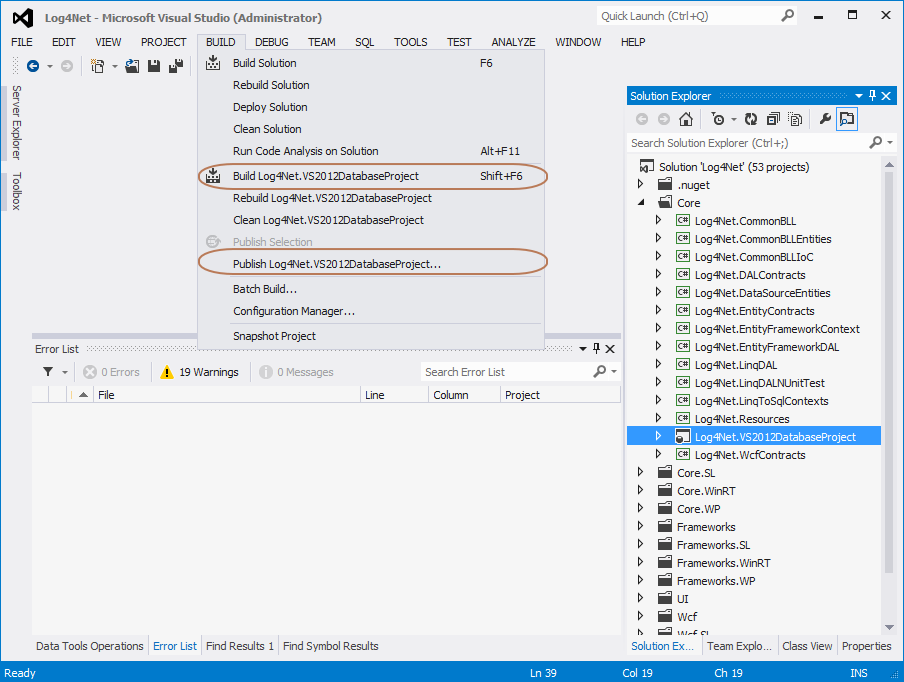 Log4Net - Microsoft Visual Studio (Administrator)
Quick Launch (Ctrl+Q)
FILE EDIT VIEW PROJECT BUILD DEBUG TEAM SQL TOOLS TEST ANALYZE WINDOW HELP
Server Explorer
Toolbox
Build Solution F6
Rebuild Solution
Deploy Solution
Clean Solution
Run Code Analysis on Solution Alt+F11
Build Log4Net.VS2012DatabaseProject Shift+F6
Rebuild Log4Net.VS2012DatabaseProject
Clean Log4Net.VS2012DatabaseProject
Publish Selection
Publish Log4Net.VS2012DatabaseProject...
Batch Build...
Configuration Manager...
Snapshot Project
Error List
0 Errors 19 Warnings 0 Messages Search Error List
File Line Column Project
Data Tools Operations Error List Find Results 1 Find Symbol Results
Solution Explorer
Search Solution Explorer (Ctrl+;)
Solution 'Log4Net' (53 projects)
.nuget
Core
C# Log4Net.CommonBLL
C# Log4Net.CommonBLLEntities
C# Log4Net.CommonBLLIoC
C# Log4Net.DALContracts
C# Log4Net.DataSourceEntities
C# Log4Net.EntityContracts
C# Log4Net.EntityFrameworkContext
C# Log4Net.EntityFrameworkDAL
C# Log4Net.LinqDAL
C# Log4Net.LinqDALNUnitTest
C# Log4Net.LinqToSqlContexts
C# Log4Net.Resources
Log4Net.VS2012DatabaseProject
C# Log4Net.WcfContracts
Core.SL
Core.WinRT
Core.WP
Frameworks
Frameworks.SL
Frameworks.WinRT
Frameworks.WP
UI
Wcf
Wcf.SL
Solution Ex... Team Explo... Class View Properties
Ready Ln 39 Col 19 Ch 19 INS